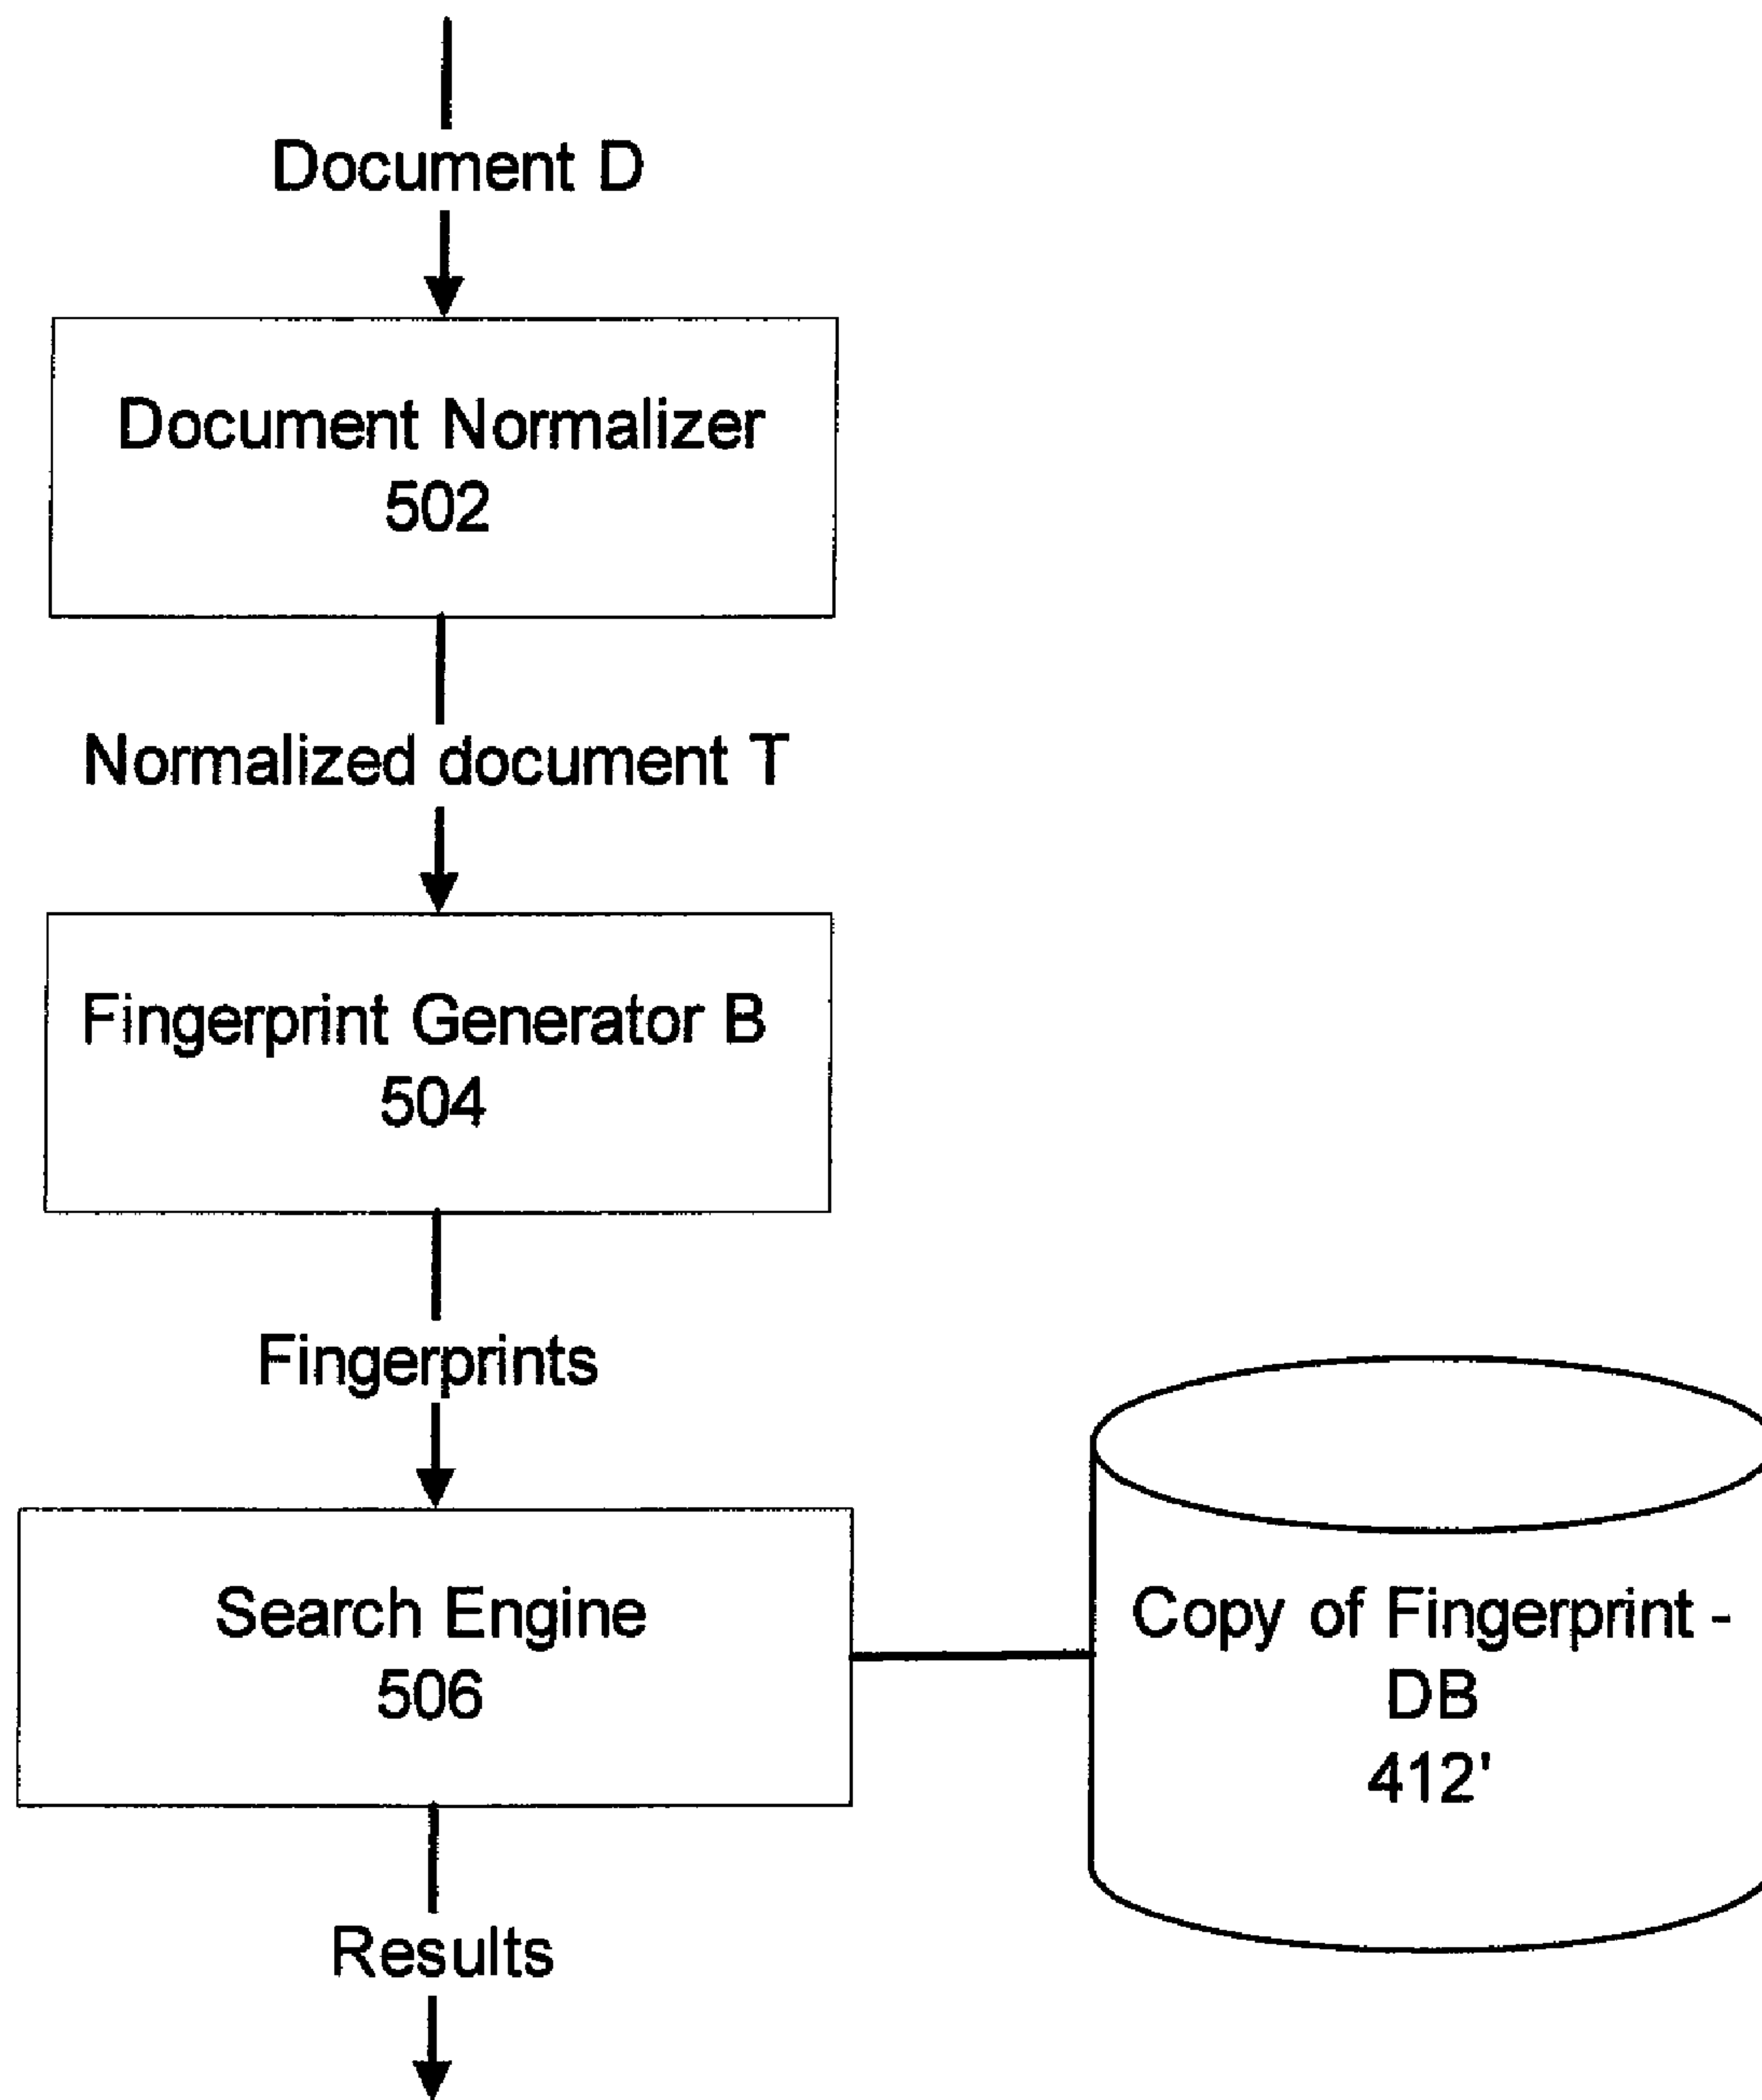 Document D
Document Normalizer
502
Normalized document T
Fingerprint Generator B
504
Fingerprints
Search Engine
506
Copy of Fingerprint -
DB
412'
Results